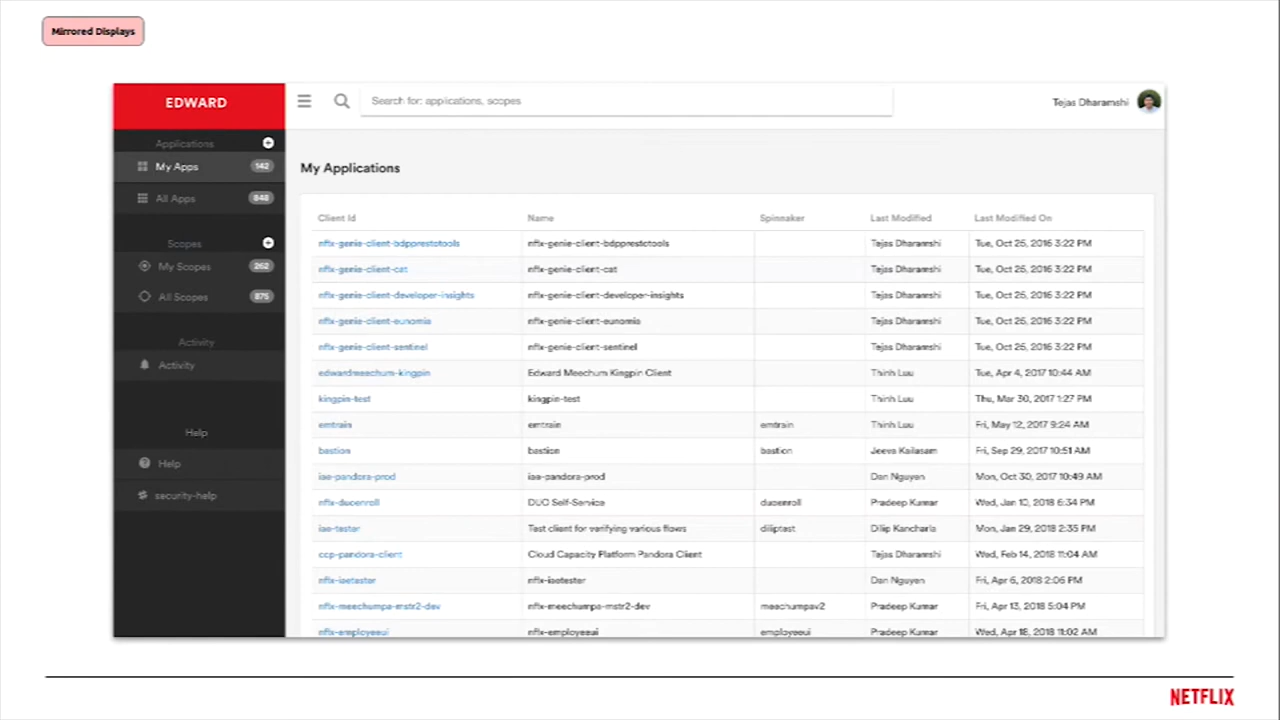 Mirrored Displays
EDWARD
Search for: applications, scopes
Tejas Dharamshi
Applications
My Apps 142
All Apps 848
Scopes
My Scopes 262
All Scopes 875
Activity
Activity
Help
Help
security-help
My Applications
Client Id Name Spinnaker Last Modified Last Modified On
nflx-genie-client-bdpprestotools nflx-genie-client-bdpprestotools Tejas Dharamshi Tue, Oct 25, 2016 3:22 PM
nflx-genie-client-cat nflx-genie-client-cat Tejas Dharamshi Tue, Oct 25, 2016 3:22 PM
nflx-genie-client-developer-insights nflx-genie-client-developer-insights Tejas Dharamshi Tue, Oct 25, 2016 3:22 PM
nflx-genie-client-eunomia nflx-genie-client-eunomia Tejas Dharamshi Tue, Oct 25, 2016 3:22 PM
nflx-genie-client-sentinel nflx-genie-client-sentinel Tejas Dharamshi Tue, Oct 25, 2016 3:22 PM
edwardmeechum-kingpin Edward Meechum Kingpin Client Thinh Luu Tue, Apr 4, 2017 10:44 AM
kingpin-test kingpin-test Thinh Luu Thu, Mar 30, 2017 1:27 PM
emtrain emtrain emtrain Thinh Luu Fri, May 12, 2017 9:24 AM
bastion bastion bastion Jeeva Kailasam Fri, Sep 29, 2017 10:51 AM
iae-pandora-prod iae-pandora-prod Dan Nguyen Mon, Oct 30, 2017 10:49 AM
nflx-duoenroll DUO Self-Service duoenroll Pradeep Kumar Wed, Jan 10, 2018 6:34 PM
iae-tester Test client for verifying various flows diliptest Dilip Kancharla Mon, Jan 29, 2018 2:35 PM
ccp-pandora-client Cloud Capacity Platform Pandora Client Tejas Dharamshi Wed, Feb 14, 2018 11:04 AM
nflx-iaetester nflx-iaetester Dan Nguyen Fri, Apr 6, 2018 2:06 PM
nflx-meechumpa-mstr2-dev nflx-meechumpa-mstr2-dev meechumpav2 Pradeep Kumar Fri, Apr 13, 2018 5:04 PM
nflx-employeeui nflx-employeeui employeeui Pradeep Kumar Wed, Apr 18, 2018 11:02 AM
NETFLIX